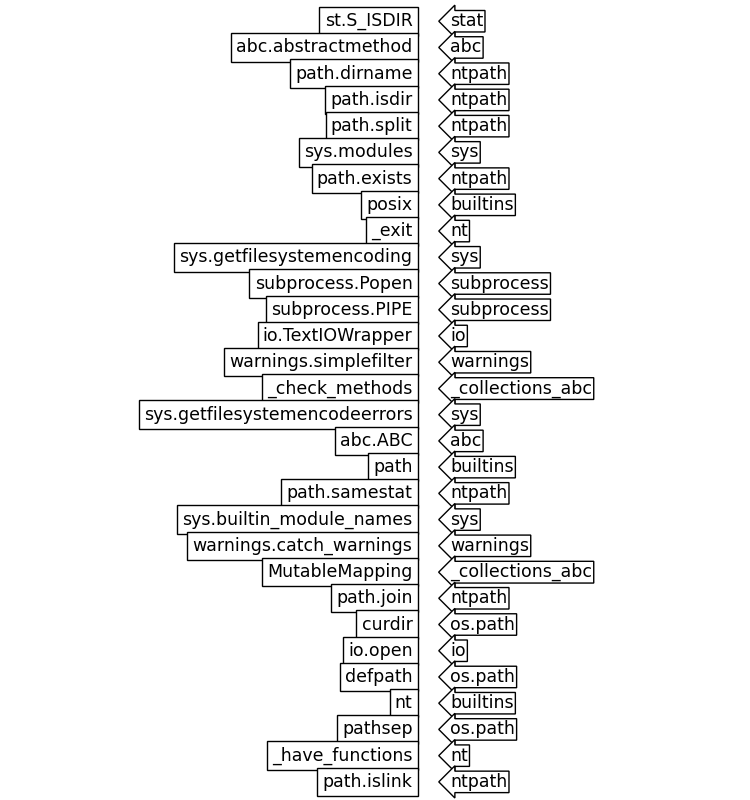 st.S_ISDIR stat
abc.abstractmethod abc
path.dirname ntpath
path.isdir ntpath
path.split ntpath
sys.modules sys
path.exists ntpath
posix builtins
_exit nt
sys.getfilesystemencoding sys
subprocess.Popen subprocess
subprocess.PIPE subprocess
io.TextIOWrapper io
warnings.simplefilter warnings
_check_methods _collections_abc
sys.getfilesystemencodeerrors sys
abc.ABC abc
path builtins
path.samestat ntpath
sys.builtin_module_names sys
warnings.catch_warnings warnings
MutableMapping _collections_abc
path.join ntpath
curdir os.path
io.open io
defpath os.path
nt builtins
pathsep os.path
_have_functions nt
path.islink ntpath